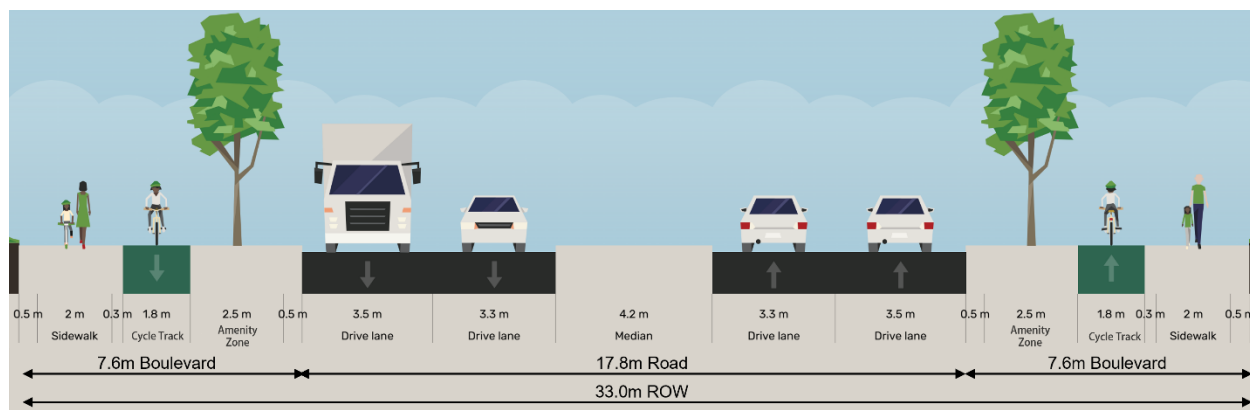 0.5 m 2 m 0.3 m 1.8 m 2.5 m 0.5 m 3.5 m 3.3 m 4.2 m 3.3 m 3.5 m 0.5 m 2.5 m 1.8 m 0.3 m 2 m 0.5 m
Sidewalk Cycle Track Amenity Drive lane Drive lane Median Drive lane Drive lane Amenity Cycle Track Sidewalk
Zone Zone
7.6m Boulevard 17.8m Road 7.6m Boulevard
33.0m ROW